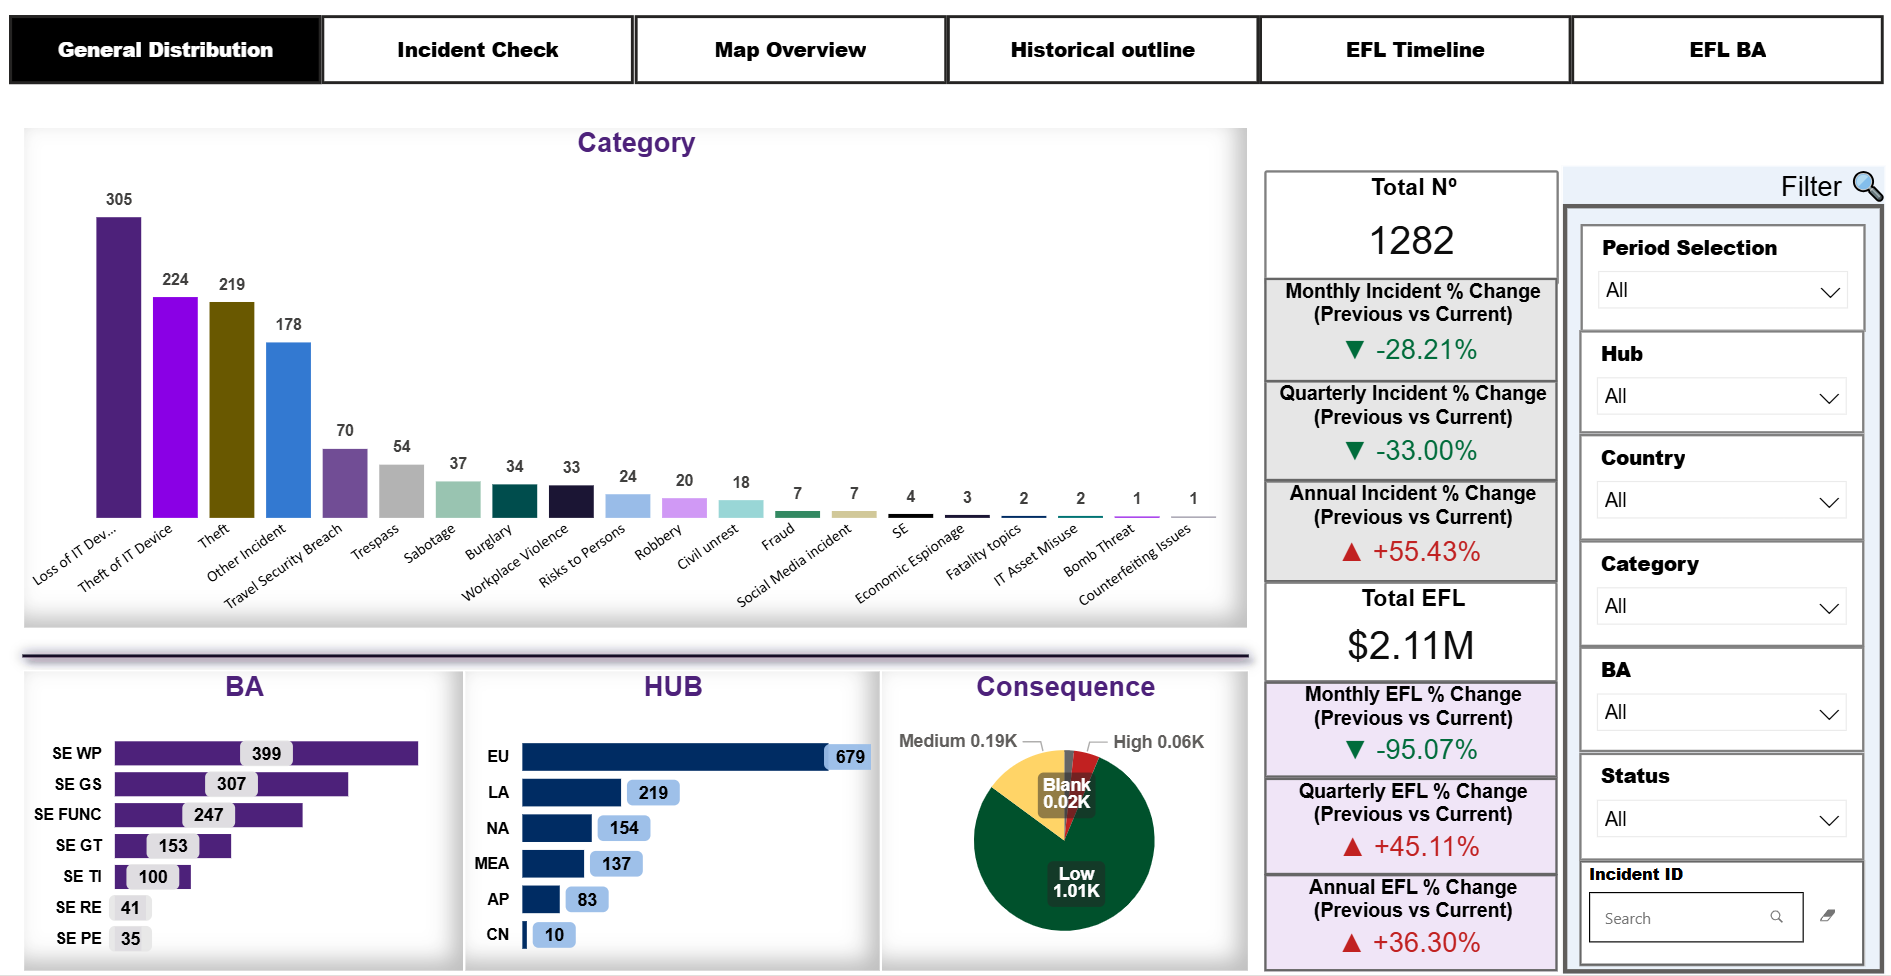 General Distribution
Incident Check
Map Overview
Historical outline
EFL Timeline
EFL BA
Category
305
224
219
178
70
54
37
34
33
24
20
18
7
7
4
3
2
2
1
1
Loss of IT Dev...
Theft of IT Device
Theft
Other Incident
Travel Security Breach
Trespass
Sabotage
Burglary
Workplace Violence
Risks to Persons
Robbery
Civil unrest
Fraud
Social Media incident
SE
Economic Espionage
Fatality topics
IT Asset Misuse
Bomb Threat
Counterfeiting Issues
BA
SE WP 399
SE GS 307
SE FUNC 247
SE GT 153
SE TI 100
SE RE 41
SE PE 35
HUB
EU 679
LA 219
NA 154
MEA 137
AP 83
CN 10
Consequence
Medium 0.19K
High 0.06K
Blank
0.02K
Low
1.01K
Total Nº
1282
Monthly Incident % Change
(Previous vs Current)
▼ -28.21%
Quarterly Incident % Change
(Previous vs Current)
▼ -33.00%
Annual Incident % Change
(Previous vs Current)
▲ +55.43%
Total EFL
$2.11M
Monthly EFL % Change
(Previous vs Current)
▼ -95.07%
Quarterly EFL % Change
(Previous vs Current)
▲ +45.11%
Annual EFL % Change
(Previous vs Current)
▲ +36.30%
Filter
Period Selection
All
Hub
All
Country
All
Category
All
BA
All
Status
All
Incident ID
Search